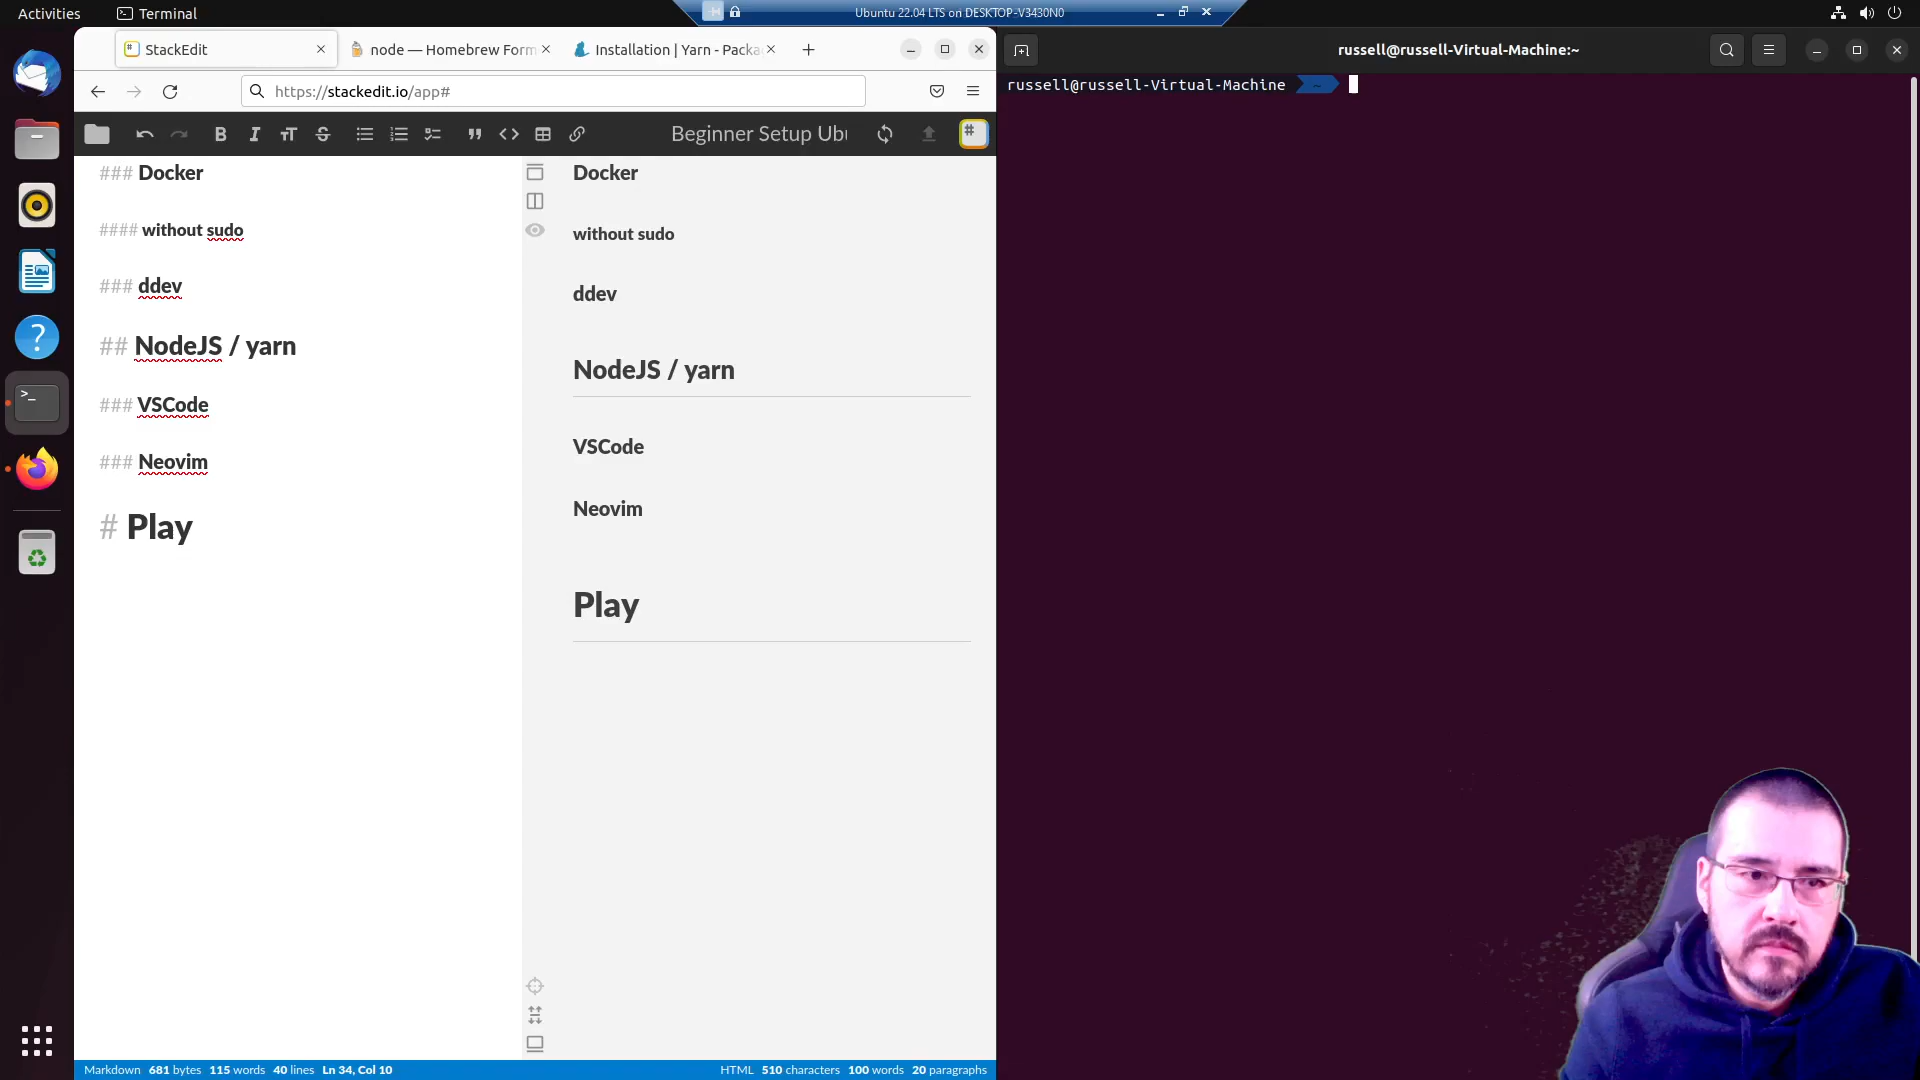 Activities
Terminal
Ubuntu 22.04 LTS on DESKTOP-V3430N0
StackEdit
node — Homebrew Form
Installation | Yarn - Packa
russell@russell-Virtual-Machine:~
https://stackedit.io/app#
russell@russell-Virtual-Machine ~
Beginner Setup Ubu
### Docker
#### without sudo
### ddev
## NodeJS / yarn
### VSCode
### Neovim
# Play
Docker
without sudo
ddev
NodeJS / yarn
VSCode
Neovim
Play
Markdown 681 bytes 115 words 40 lines Ln 34, Col 10
HTML 510 characters 100 words 20 paragraphs